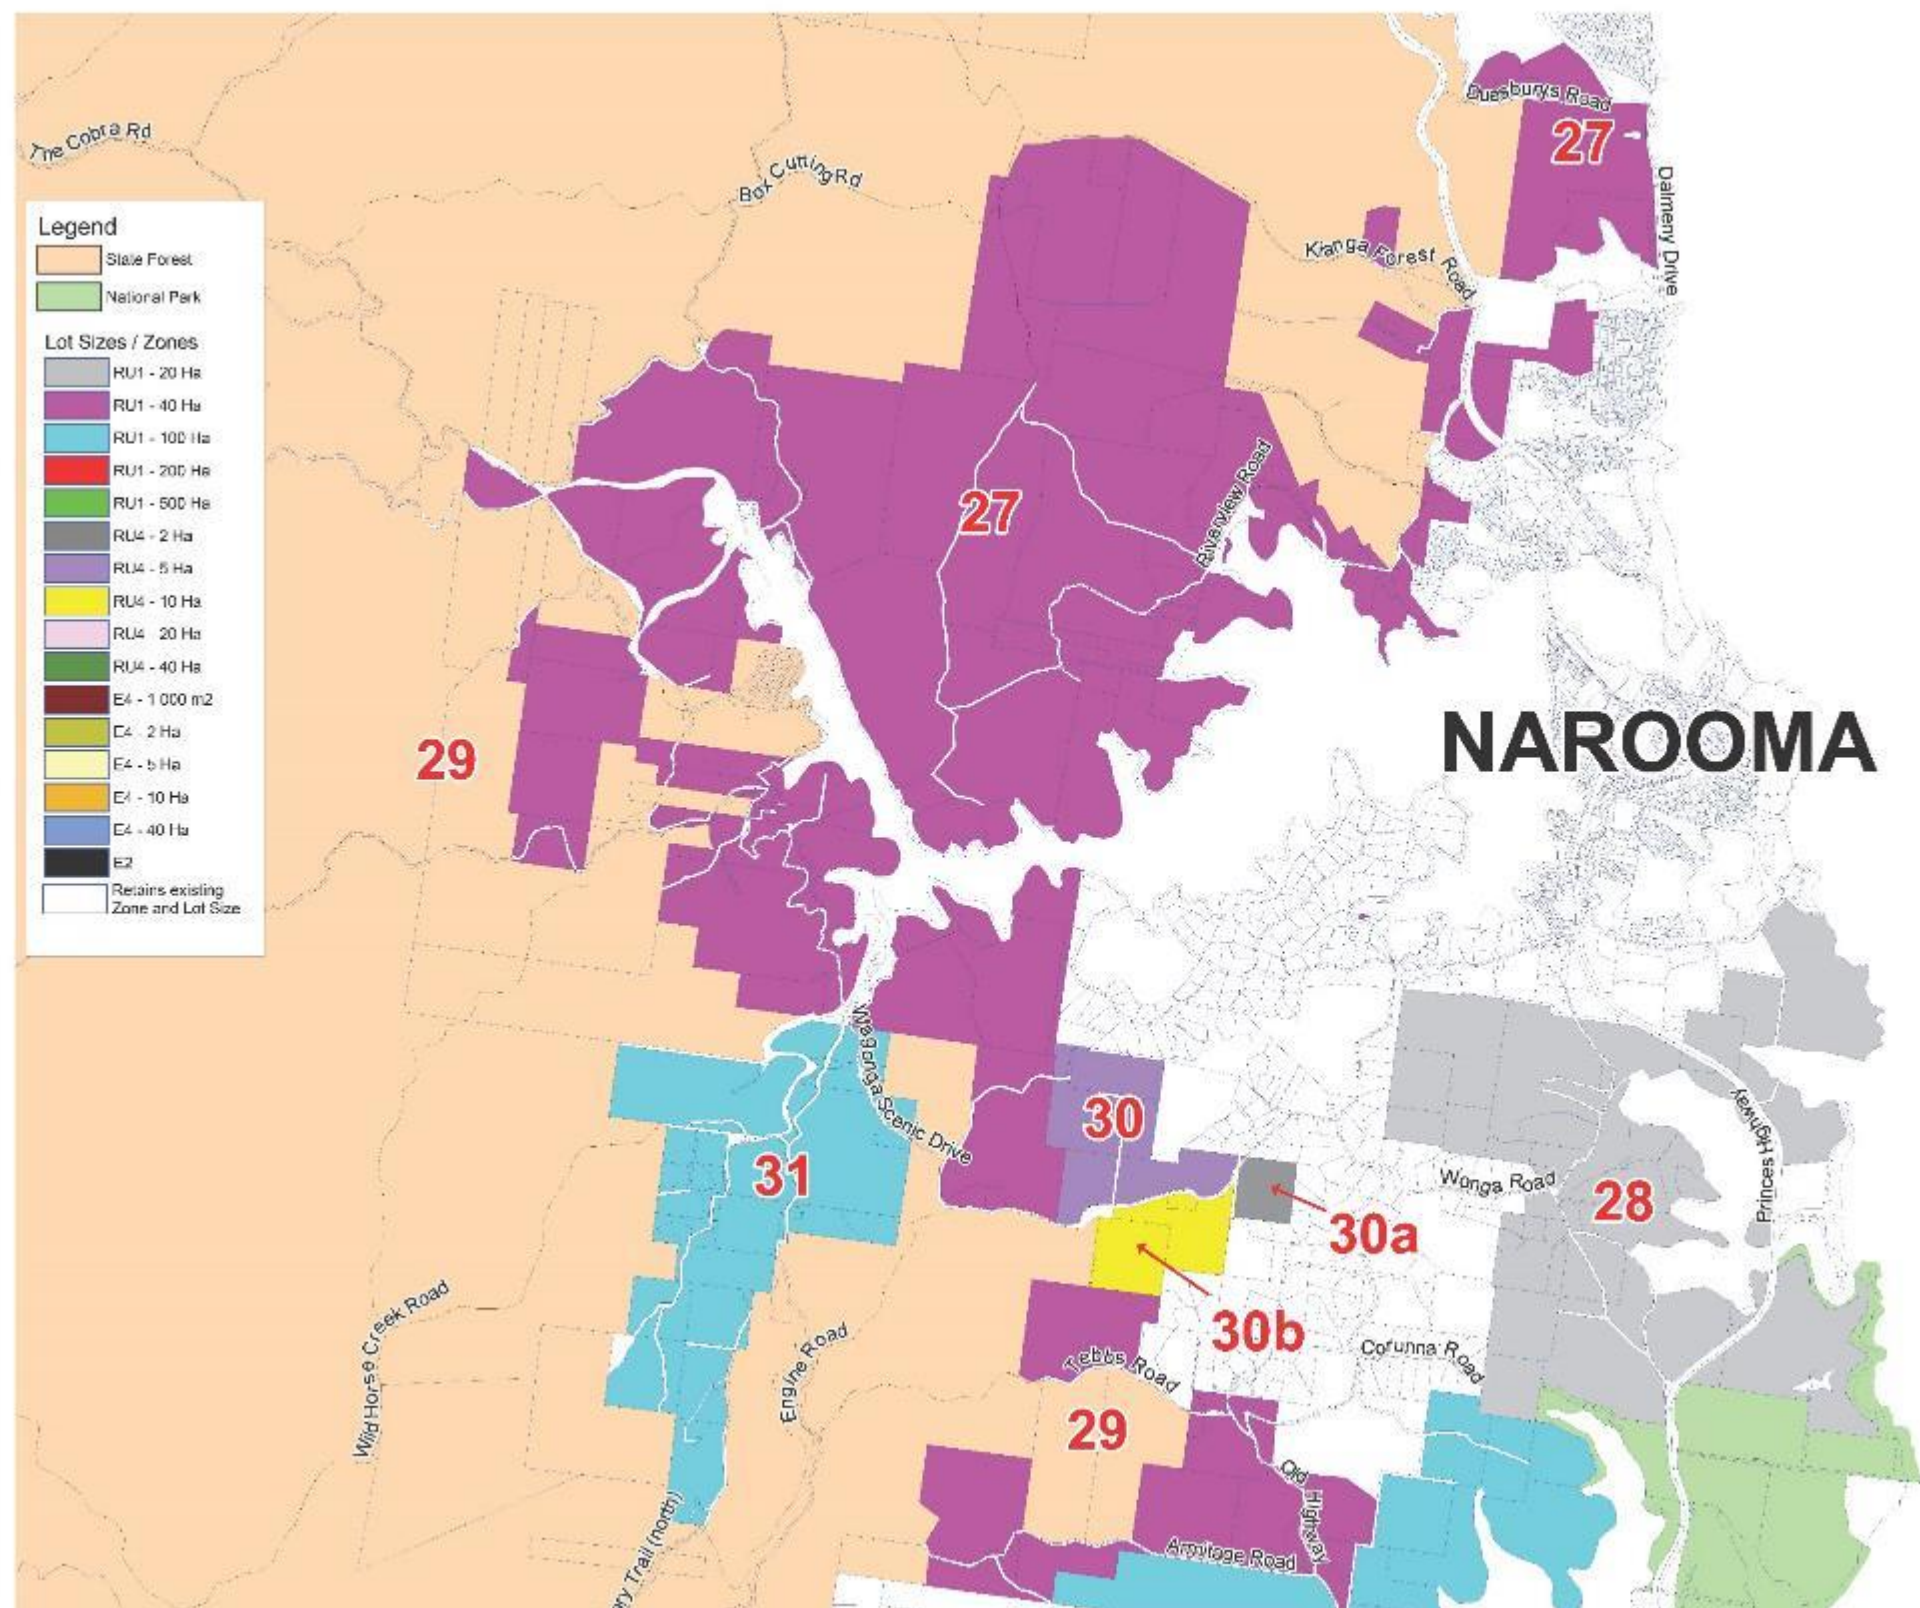 Legend
State Forest
National Park
Lot Sizes / Zones
RU1 - 20 Ha
RU1 - 40 Ha
RU1 - 100 Ha
RU1 - 200 Ha
RU1 - 500 Ha
RU4 - 2 Ha
RU4 - 5 Ha
RU4 - 10 Ha
RU4 20 Ha
RU4 - 40 Ha
E4 - 1 000 m2
E4 - 2 Ha
E4 - 5 Ha
E4 - 10 Ha
E4 - 40 Ha
E2
Retains existing
Zone and Lot Size
The Cobra Rd
Box Cutting Rd
Duesburys Road
27
Dalmeny Drive
Kianga Forest Road
27
Riverview Road
29
NAROOMA
Wagonga Scenic Drive
30
31
30a
30b
Wonga Road
28
Princes Highway
Wild Horse Creek Road
Engine Road
Tebbs Road
Corunna Road
29
Old Highway
Armitage Road
Trail (north)